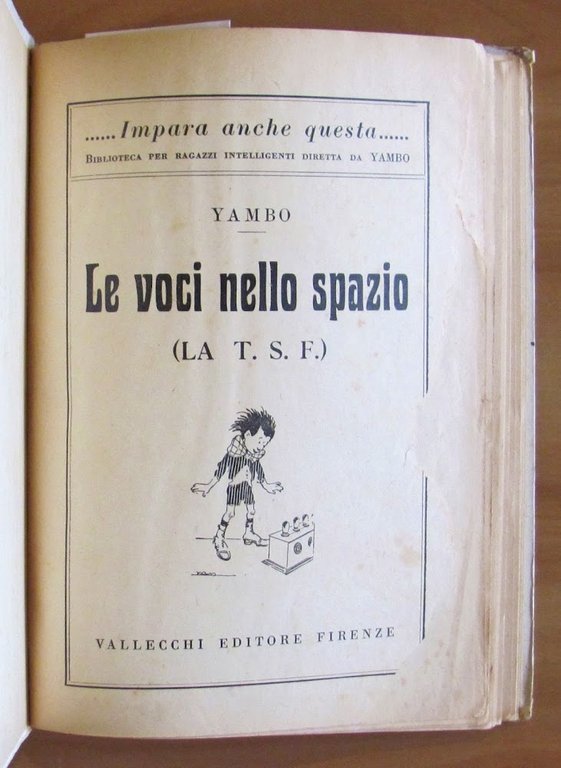 ......Impara anche questa......
BIBLIOTECA PER RAGAZZI INTELLIGENTI DIRETTA DA YAMBO
YAMBO
Le voci nello spazio
(LA T. S. F.)
VALLECCHI EDITORE FIRENZE